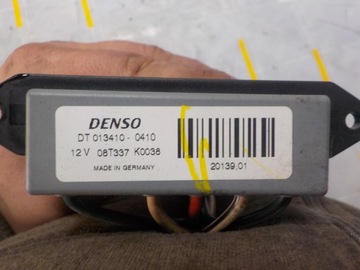 DENSO
DT 013410 - 0410
12 V 08T337 K0038
MADE IN GERMANY
20139,01